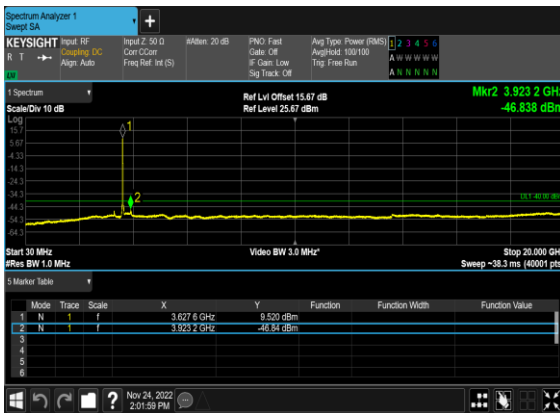 Spectrum Analyzer 1
Swept SA
KEYSIGHT Input: RF Input Z: 50 Ω #Atten: 20 dB PNO: Fast Avg Type: Power (RMS) 1 2 3 4 5 6
R T Coupling: DC Corr CCorr Gate: Off Avg|Hold: 100/100 A W W W W W
Align: Auto Freq Ref: Int (S) IF Gain: Low Trig: Free Run
Sig Track: Off A N N N N N
1 Spectrum Ref Lvl Offset 15.67 dB Mkr2 3.923 2 GHz
Scale/Div 10 dB Ref Level 25.67 dBm -46.838 dBm
Log
15.7
5.67
-4.33
-14.3
-24.3
-34.3
-44.3
-54.3
-64.3
1
2
DL1 -40.00 dBm
Start 30 MHz Video BW 3.0 MHz* Stop 20.000 GHz
#Res BW 1.0 MHz Sweep ~38.3 ms (40001 pts)
5 Marker Table
Mode Trace Scale X Y Function Function Width Function Value
1 N 1 f 3.627 6 GHz 9.520 dBm
2 N 1 f 3.923 2 GHz -46.84 dBm
3
4
5
6
? Nov 24, 2022
2:01:59 PM